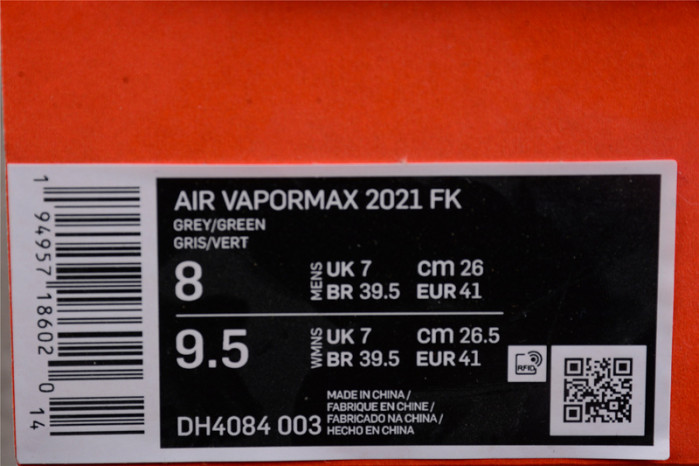 AIR VAPORMAX 2021 FK
GREY/GREEN
GRIS/VERT
8 MENS UK 7 cm 26
BR 39.5 EUR 41
9.5 WMNS UK 7 cm 26.5
BR 39.5 EUR 41
RFID
DH4084 003
MADE IN CHINA /
FABRIQUE EN CHINE /
FABRICADO NA CHINA /
HECHO EN CHINA
1 94957 18602 0 14